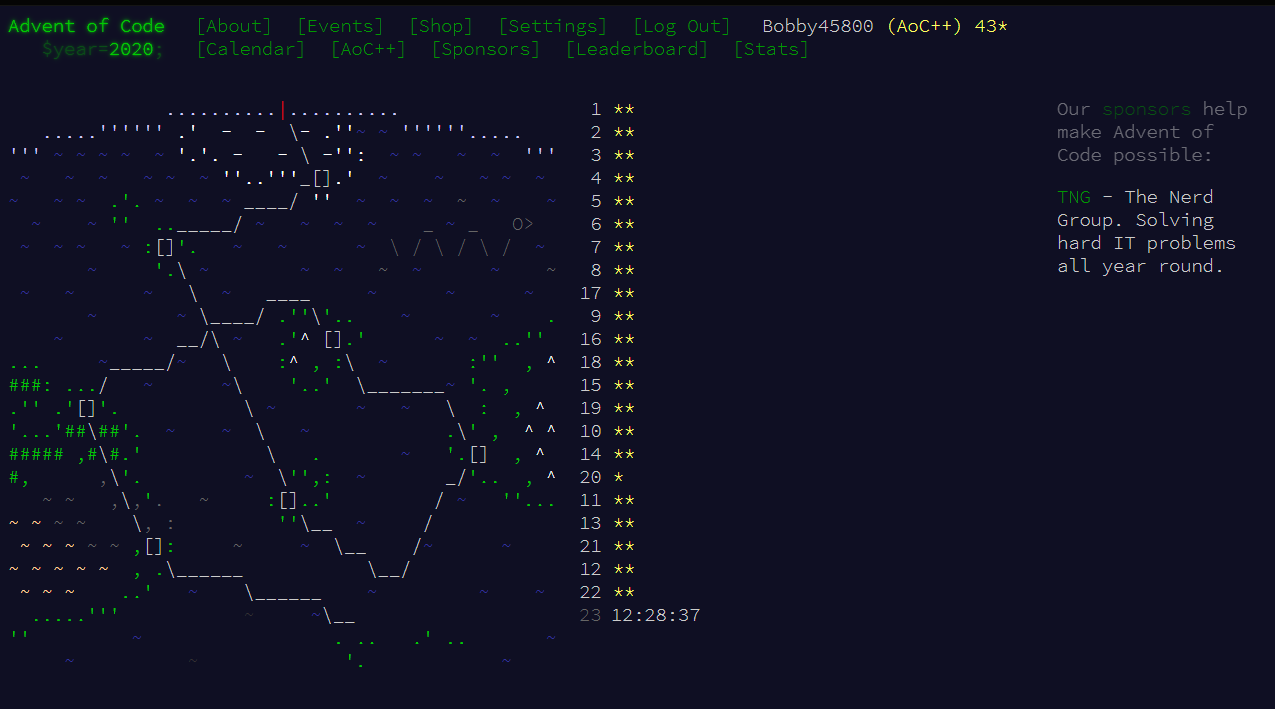 Advent of Code [About] [Events] [Shop] [Settings] [Log Out] Bobby45800 (AoC++) 43*
$year=2020; [Calendar] [AoC++] [Sponsors] [Leaderboard] [Stats]
1 **
2 **
3 **
4 **
5 **
6 **
7 **
8 **
17 **
9 **
16 **
18 **
15 **
19 **
10 **
14 **
20 *
11 **
13 **
21 **
12 **
22 **
23 12:28:37
Our sponsors help
make Advent of
Code possible:
TNG - The Nerd
Group. Solving
hard IT problems
all year round.